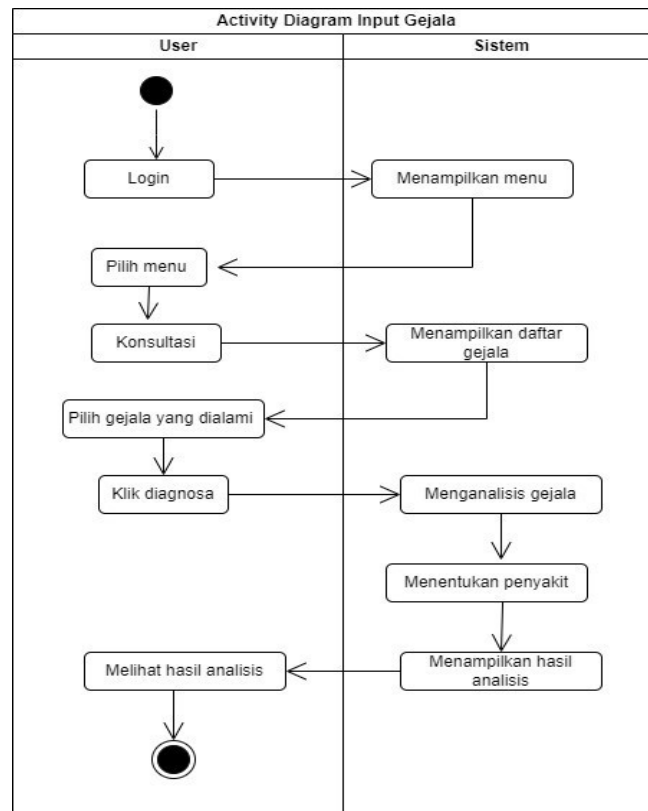 Activity Diagram Input Gejala
User
Sistem
Login
Menampilkan menu
Pilih menu
Konsultasi
Menampilkan daftar
gejala
Pilih gejala yang dialami
Klik diagnosa
Menganalisis gejala
Menentukan penyakit
Menampilkan hasil
analisis
Melihat hasil analisis